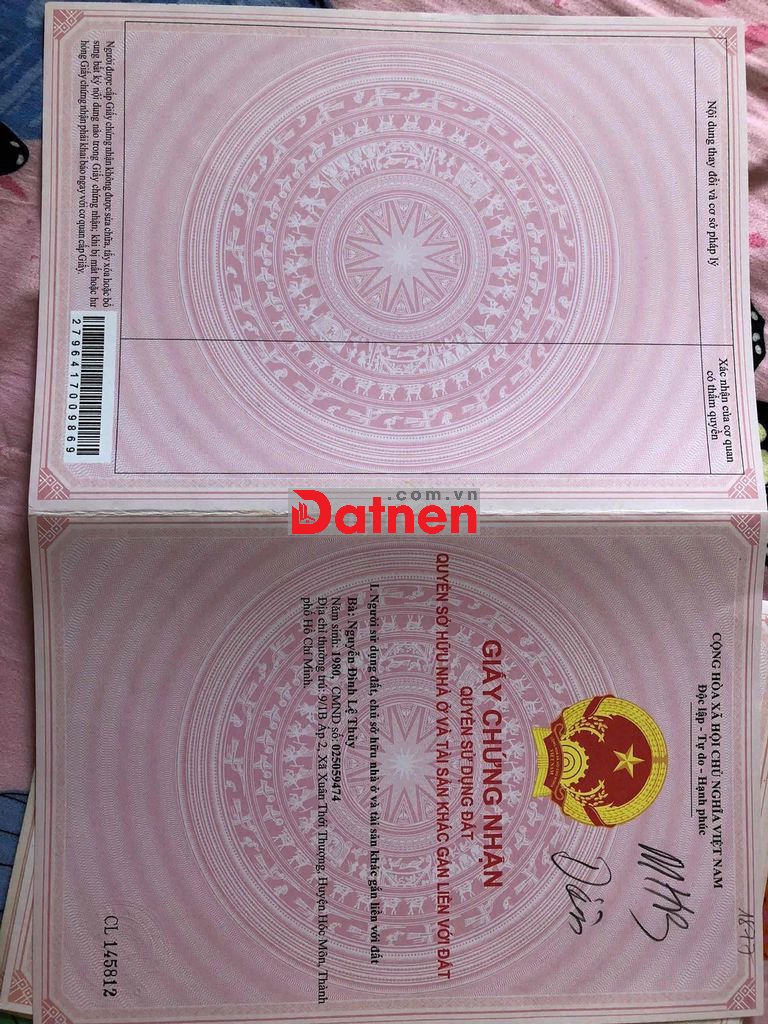 Nội dung thay đổi và cơ sở pháp lý
Xác nhận của cơ quan
có thẩm quyền
Người được cấp Giấy chứng nhận không được sửa chữa, tẩy xóa hoặc bổ
sung bất kỳ nội dung nào trong Giấy chứng nhận; khi bị mất hoặc hư
hỏng Giấy chứng nhận phải khai báo ngay với cơ quan cấp Giấy.
2796417009869
.com.vn
Datnen
CỘNG HÒA XÃ HỘI CHỦ NGHĨA VIỆT NAM
Độc lập - Tự do - Hạnh phúc
GIẤY CHỨNG NHẬN
QUYỀN SỬ DỤNG ĐẤT
QUYỀN SỞ HỮU NHÀ Ở VÀ TÀI SẢN KHÁC GẮN LIỀN VỚI ĐẤT
I. Người sử dụng đất, chủ sở hữu nhà ở và tài sản khác gắn liền với đất
Bà: Nguyễn Đình Lệ Thủy
Năm sinh: 1980, CMND số: 025059474
Địa chỉ thường trú: 9/1B Ấp 2, Xã Xuân Thới Thượng, Huyện Hóc Môn, Thành
phố Hồ Chí Minh.
CL 145812